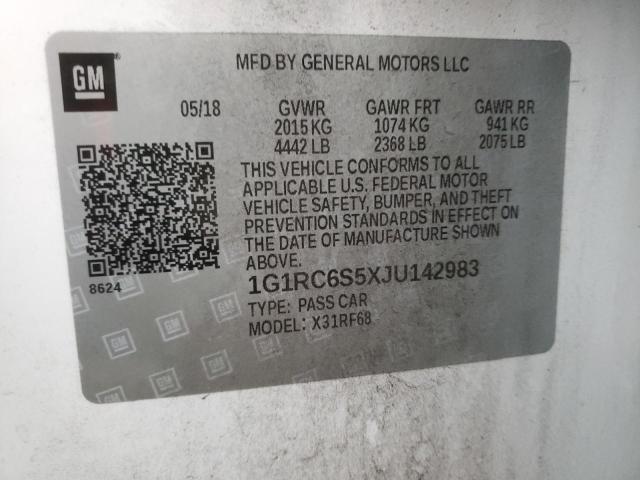 GM
MFD BY GENERAL MOTORS LLC
05/18 GVWR GAWR FRT GAWR RR
2015 KG 1074 KG 941 KG
4442 LB 2368 LB 2075 LB
THIS VEHICLE CONFORMS TO ALL
APPLICABLE U.S. FEDERAL MOTOR
VEHICLE SAFETY, BUMPER, AND THEFT
PREVENTION STANDARDS IN EFFECT ON
THE DATE OF MANUFACTURE SHOWN
ABOVE.
8624
1G1RC6S5XJU142983
TYPE: PASS CAR
MODEL: X31RF68